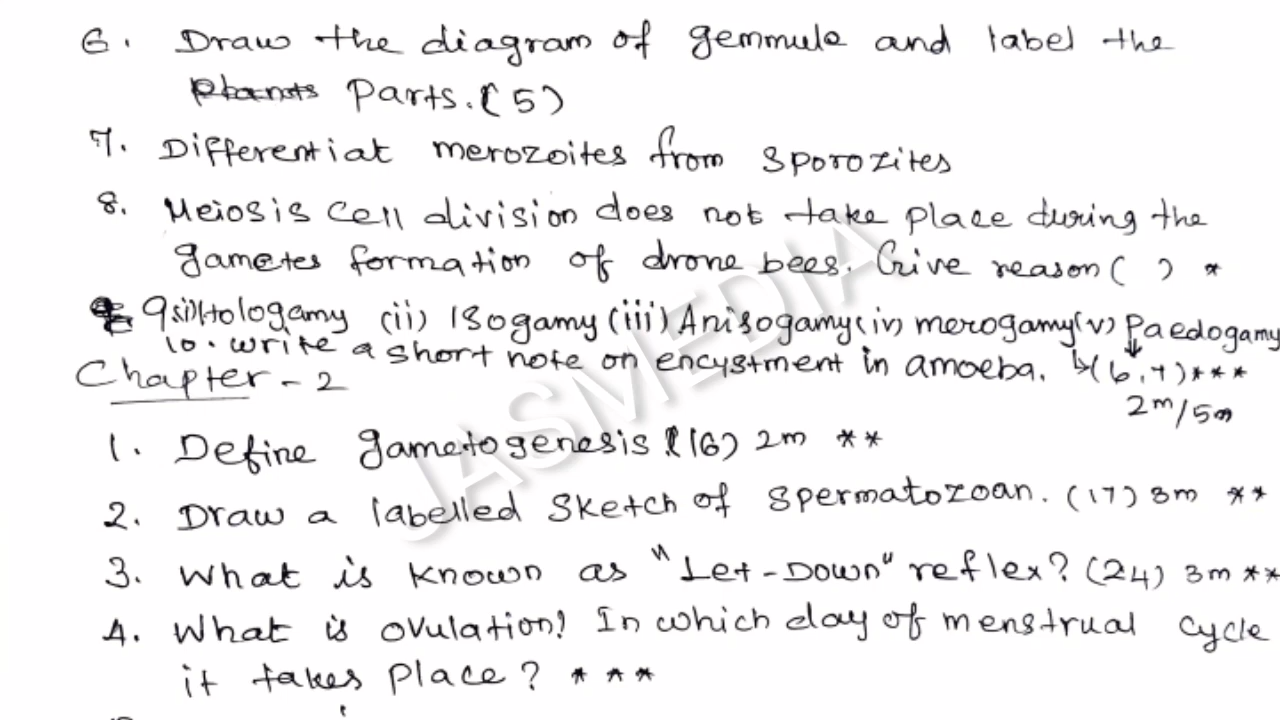 6. Draw the diagram of gemmule and label the
Parts. (5)
7. Differentiat merozoites from sporozites
8. Meiosis cell division does not take place during the
gametes formation of drone bees. Give reason ( ) *
9. (i) Hologamy (ii) Isogamy (iii) Anisogamy (iv) merogamy (v) Paedogamy
10. write a short note on encystment in amoeba. ↳ (6,7) ***
2m/5m
Chapter - 2
1. Define gametogenesis (16) 2m **
2. Draw a labelled sketch of spermatozoan. (17) 3m **
3. What is known as "Let-Down" reflex? (24) 3m **
4. What is ovulation? In which day of menstrual cycle
it takes place? ***
JASMEDIA